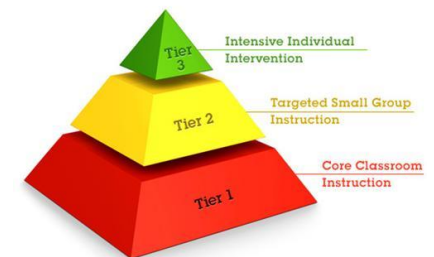 Tier
3
Intensive Individual
Intervention
Tier 2
Targeted Small Group
Instruction
Tier 1
Core Classroom
Instruction